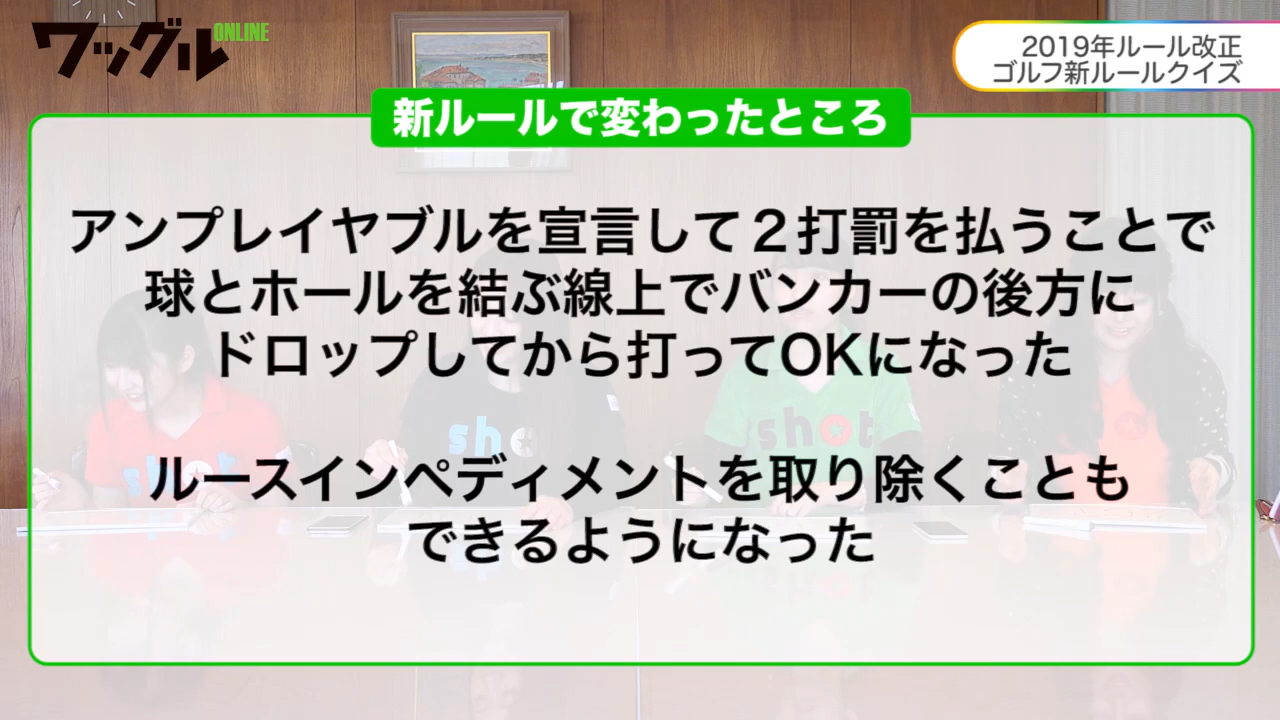 ワッグル ONLINE
2019年ルール改正
ゴルフ新ルールクイズ
新ルールで変わったところ
アンプレイヤブルを宣言して２打罰を払うことで
球とホールを結ぶ線上でバンカーの後方に
ドロップしてから打ってOKになった
ルースインペディメントを取り除くことも
できるようになった
shot
shot